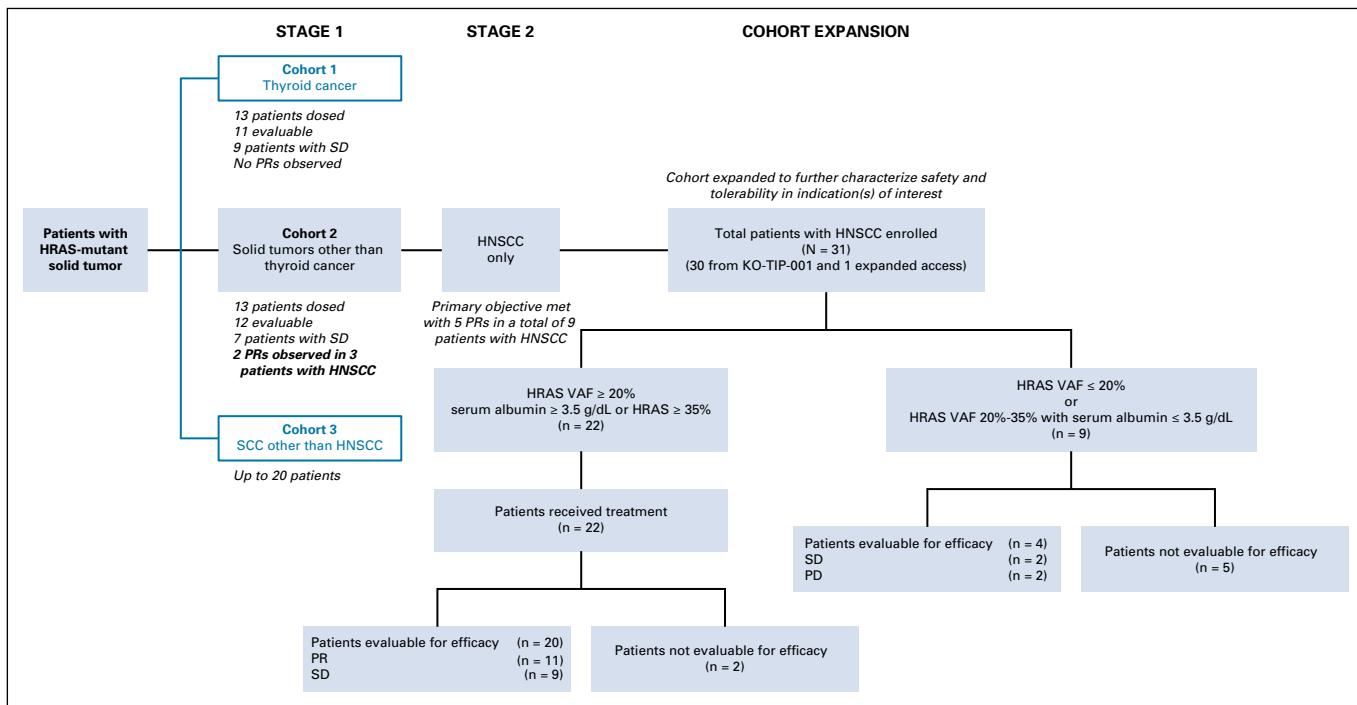 STAGE 1
STAGE 2
COHORT EXPANSION
Cohort 1
Thyroid cancer
13 patients dosed
11 evaluable
9 patients with SD
No PRs observed
Patients with
HRAS-mutant
solid tumor
Cohort 2
Solid tumors other than
thyroid cancer
13 patients dosed
12 evaluable
7 patients with SD
2 PRs observed in 3
patients with HNSCC
Cohort 3
SCC other than HNSCC
Up to 20 patients
HNSCC
only
Primary objective met
with 5 PRs in a total of 9
patients with HNSCC
Cohort expanded to further characterize safety and
tolerability in indication(s) of interest
Total patients with HNSCC enrolled
(N = 31)
(30 from KO-TIP-001 and 1 expanded access)
HRAS VAF ≥ 20%
serum albumin ≥ 3.5 g/dL or HRAS ≥ 35%
(n = 22)
Patients received treatment
(n = 22)
Patients evaluable for efficacy (n = 20)
PR (n = 11)
SD (n = 9)
Patients not evaluable for efficacy
(n = 2)
HRAS VAF ≤ 20%
or
HRAS VAF 20%-35% with serum albumin ≤ 3.5 g/dL
(n = 9)
Patients evaluable for efficacy (n = 4)
SD (n = 2)
PD (n = 2)
Patients not evaluable for efficacy
(n = 5)